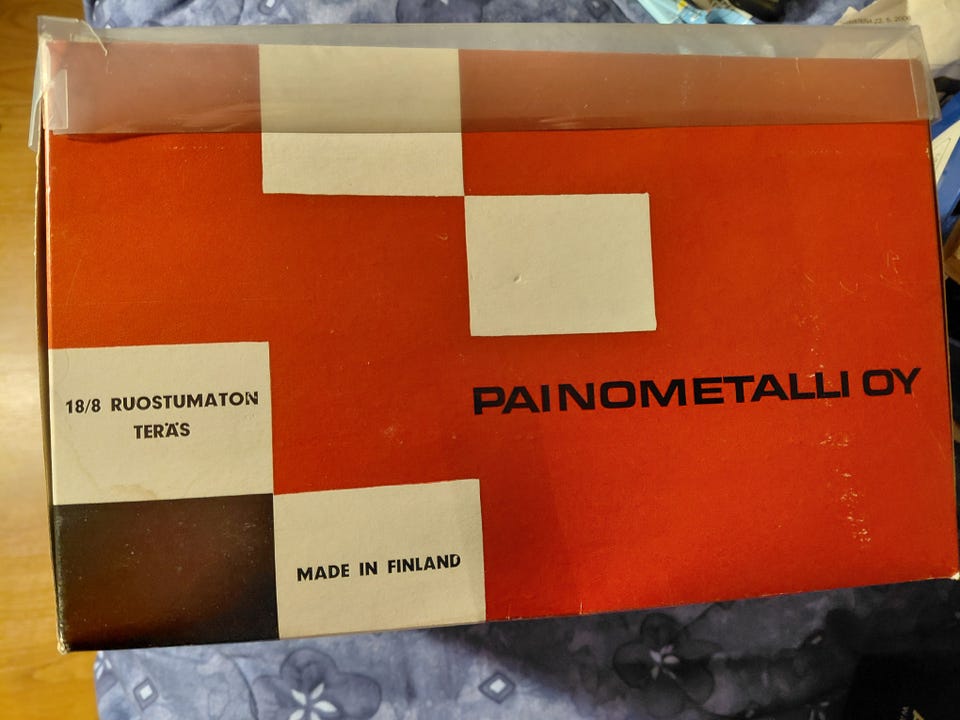 18/8 RUOSTUMATON
TERÄS
PAINOMETALLI OY
MADE IN FINLAND